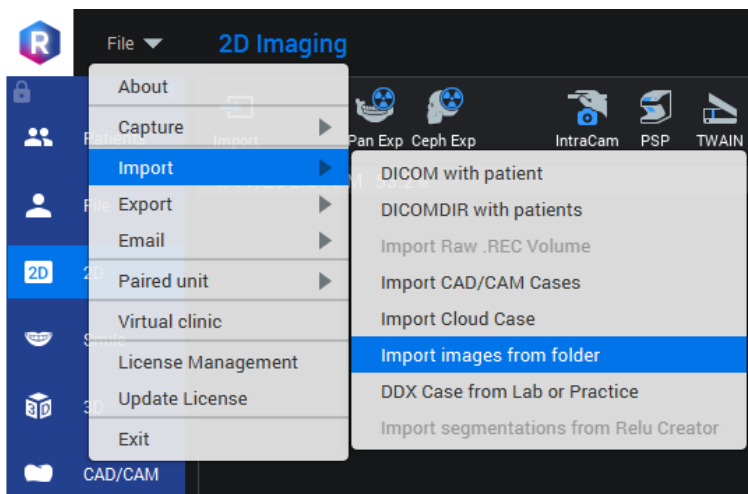 R
File
2D Imaging
About
Capture
Import
Export
Email
Paired unit
Virtual clinic
License Management
Update License
Exit
Patients
File
2D
2D
Smile
3D
3D
CAD/CAM
Import
Pan Exp
Ceph Exp
IntraCam
PSP
TWAIN
DICOM with patient
DICOMDIR with patients
Import Raw .REC Volume
Import CAD/CAM Cases
Import Cloud Case
Import images from folder
DDX Case from Lab or Practice
Import segmentations from Relu Creator